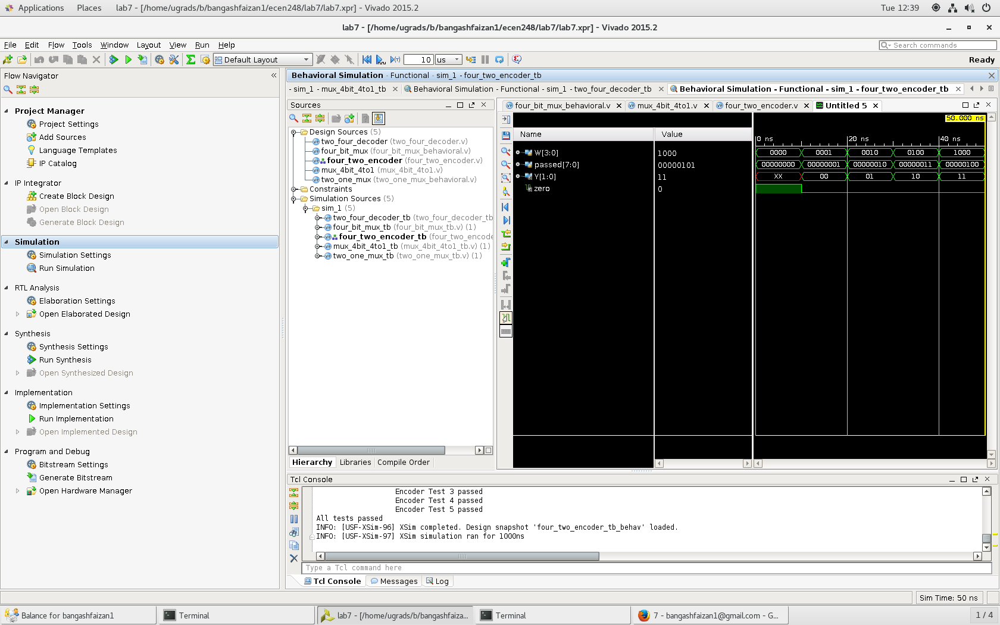 Applications Places lab7 - [/home/ugrads/b/bangashfaizan1/ecen248/lab7/lab7.xpr] - Vivado 2015.2 Tue 12:39
lab7 - [/home/ugrads/b/bangashfaizan1/ecen248/lab7/lab7.xpr] - Vivado 2015.2
File Edit Flow Tools Window Layout View Run Help Search commands
Default Layout 10 us Ready
Flow Navigator
Project Manager
Project Settings
Add Sources
Language Templates
IP Catalog
IP Integrator
Create Block Design
Open Block Design
Generate Block Design
Simulation
Simulation Settings
Run Simulation
RTL Analysis
Elaboration Settings
Open Elaborated Design
Synthesis
Synthesis Settings
Run Synthesis
Open Synthesized Design
Implementation
Implementation Settings
Run Implementation
Open Implemented Design
Program and Debug
Bitstream Settings
Generate Bitstream
Open Hardware Manager
Behavioral Simulation - Functional - sim_1 - four_two_encoder_tb
- sim_1 - mux_4bit_4to1_tb Behavioral Simulation - Functional - sim_1 - two_four_decoder_tb Behavioral Simulation - Functional - sim_1 - four_two_encoder_tb
Sources
Design Sources (5)
two_four_decoder (two_four_decoder.v)
four_bit_mux (four_bit_mux_behavioral.v)
four_two_encoder (four_two_encoder.v)
mux_4bit_4to1 (mux_4bit_4to1.v)
two_one_mux (two_one_mux_behavioral.v)
Constraints
Simulation Sources (5)
sim_1 (5)
two_four_decoder_tb (two_four_decoder_tb
four_bit_mux_tb (four_bit_mux_tb.v) (1)
four_two_encoder_tb (four_two_encode
mux_4bit_4to1_tb (mux_4bit_4to1_tb.v) (1)
two_one_mux_tb (two_one_mux_tb.v) (1)
Hierarchy Libraries Compile Order
four_bit_mux_behavioral.v mux_4bit_4to1.v four_two_encoder.v Untitled 5
50.000 ns
Name Value
0 ns 20 ns 40 ns
W[3:0] 1000 0000 0001 0010 0100 1000
passed[7:0] 00000101 00000000 00000001 00000010 00000011 00000100
Y[1:0] 11 XX 00 01 10 11
zero 0
Tcl Console
Encoder Test 3 passed
Encoder Test 4 passed
Encoder Test 5 passed
All tests passed
INFO: [USF-XSim-96] XSim completed. Design snapshot 'four_two_encoder_tb_behav' loaded.
INFO: [USF-XSim-97] XSim simulation ran for 1000ns
Type a Tcl command here
Tcl Console Messages Log
Sim Time: 50 ns
Balance for bangashfaizan1 Terminal lab7 - [/home/ugrads/b/bangashfaiza... Terminal 7 - bangashfaizan1@gmail.com - G... 1 / 4